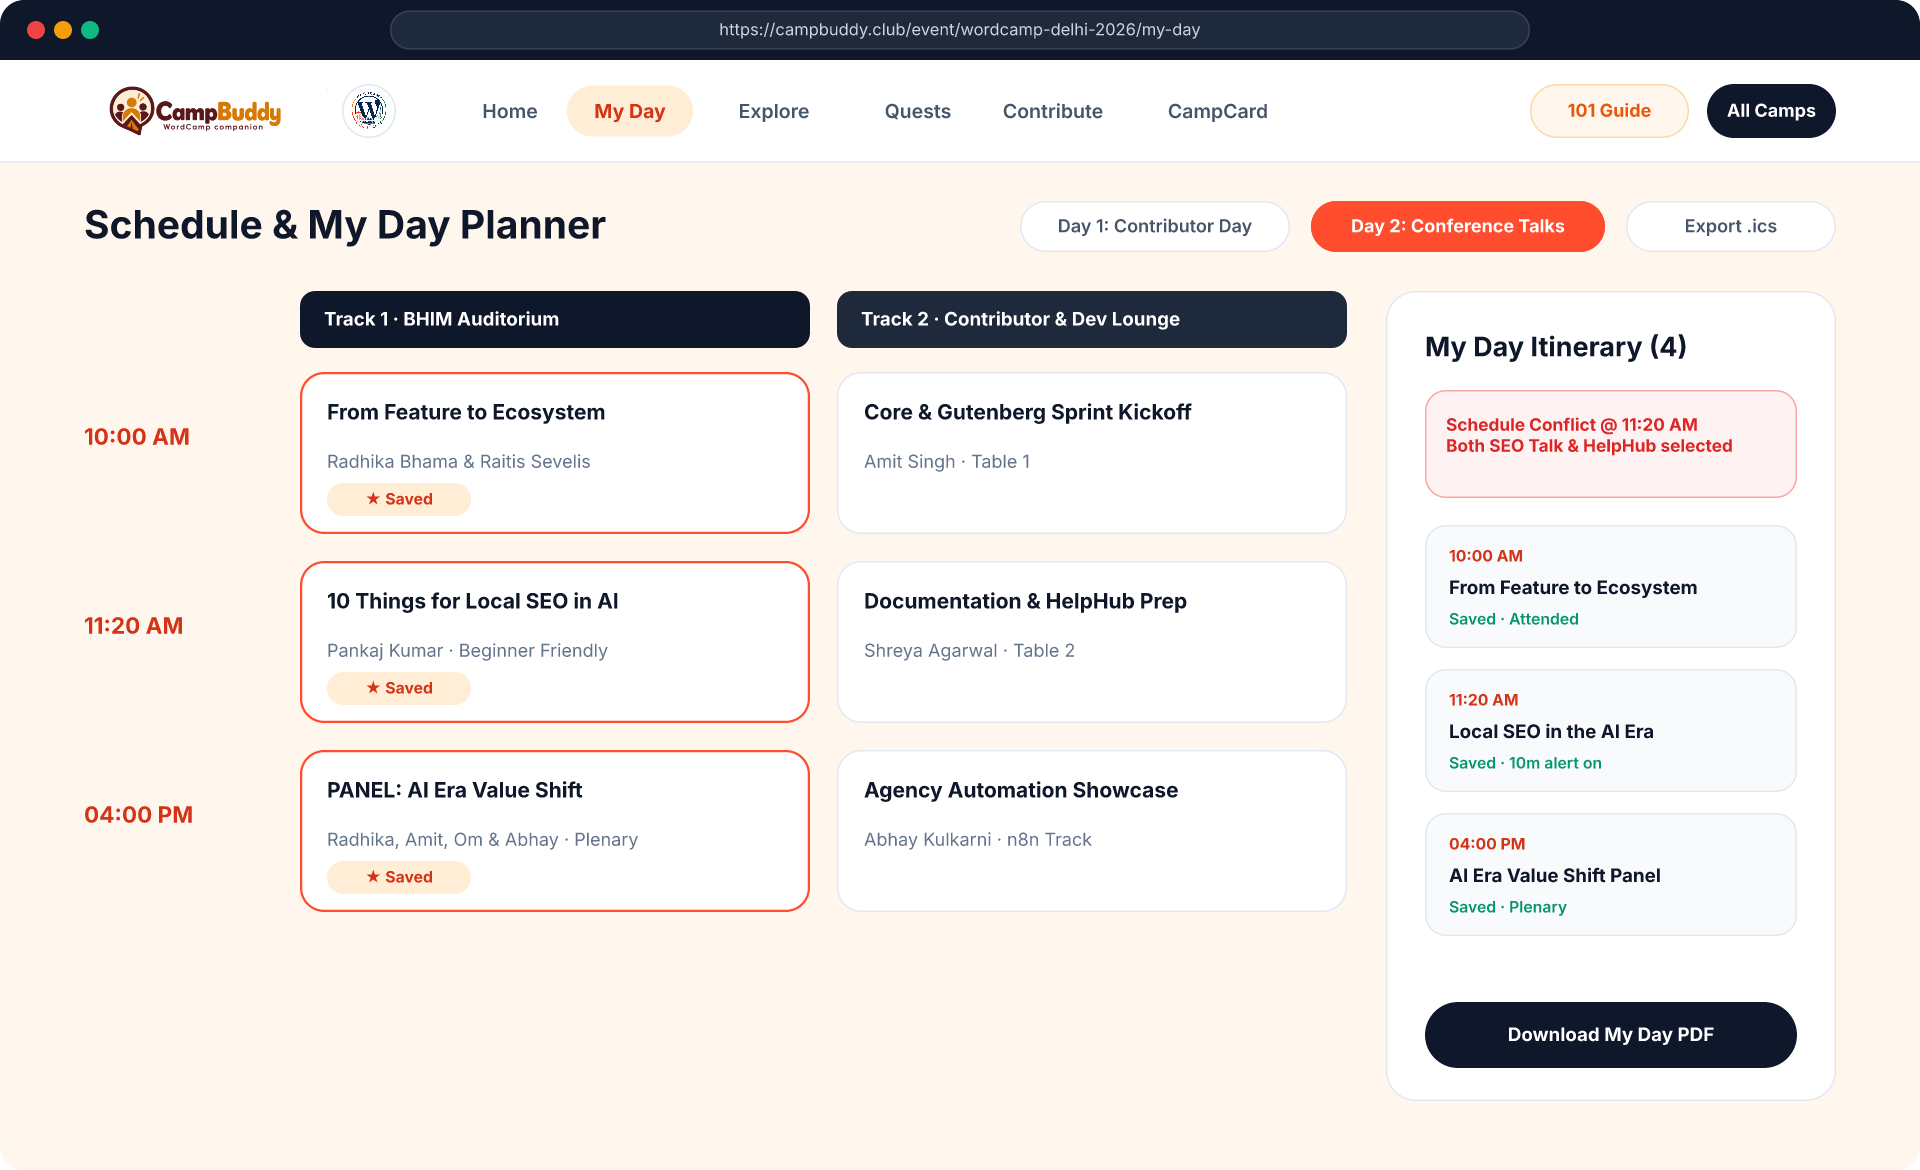 https://campbuddy.club/event/wordcamp-delhi-2026/my-day
CampBuddy
WordCamp companion
W
Home
My Day
Explore
Quests
Contribute
CampCard
101 Guide
All Camps
Schedule & My Day Planner
Day 1: Contributor Day
Day 2: Conference Talks
Export .ics
Track 1 · BHIM Auditorium
Track 2 · Contributor & Dev Lounge
10:00 AM
From Feature to Ecosystem
Radhika Bhama & Raitis Sevelis
★ Saved
Core & Gutenberg Sprint Kickoff
Amit Singh · Table 1
11:20 AM
10 Things for Local SEO in AI
Pankaj Kumar · Beginner Friendly
★ Saved
Documentation & HelpHub Prep
Shreya Agarwal · Table 2
04:00 PM
PANEL: AI Era Value Shift
Radhika, Amit, Om & Abhay · Plenary
★ Saved
Agency Automation Showcase
Abhay Kulkarni · n8n Track
My Day Itinerary (4)
Schedule Conflict @ 11:20 AM
Both SEO Talk & HelpHub selected
10:00 AM
From Feature to Ecosystem
Saved · Attended
11:20 AM
Local SEO in the AI Era
Saved · 10m alert on
04:00 PM
AI Era Value Shift Panel
Saved · Plenary
Download My Day PDF